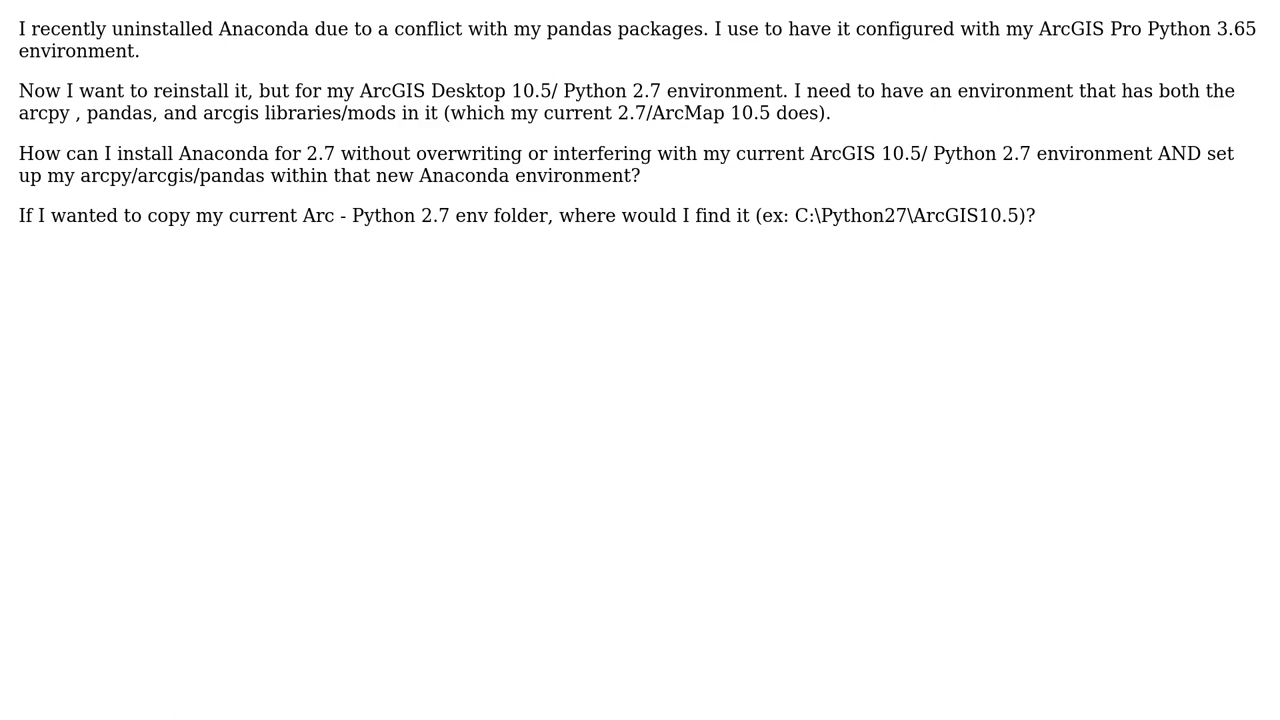 I recently uninstalled Anaconda due to a conflict with my pandas packages. I use to have it configured with my ArcGIS Pro Python 3.65
environment.
Now I want to reinstall it, but for my ArcGIS Desktop 10.5/ Python 2.7 environment. I need to have an environment that has both the
arcpy , pandas, and arcgis libraries/mods in it (which my current 2.7/ArcMap 10.5 does).
How can I install Anaconda for 2.7 without overwriting or interfering with my current ArcGIS 10.5/ Python 2.7 environment AND set
up my arcpy/arcgis/pandas within that new Anaconda environment?
If I wanted to copy my current Arc - Python 2.7 env folder, where would I find it (ex: C:\Python27\ArcGIS10.5)?